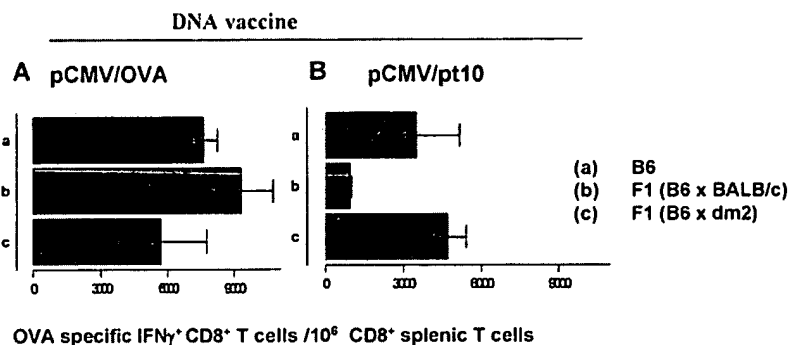 DNA vaccine
A pCMV/OVA
B pCMV/pt10
a
b
c
0 3000 6000 9000
a
b
c
0 3000 6000 9000
(a) B6
(b) F1 (B6 x BALB/c)
(c) F1 (B6 x dm2)
OVA specific IFNγ⁺ CD8⁺ T cells /10⁶ CD8⁺ splenic T cells